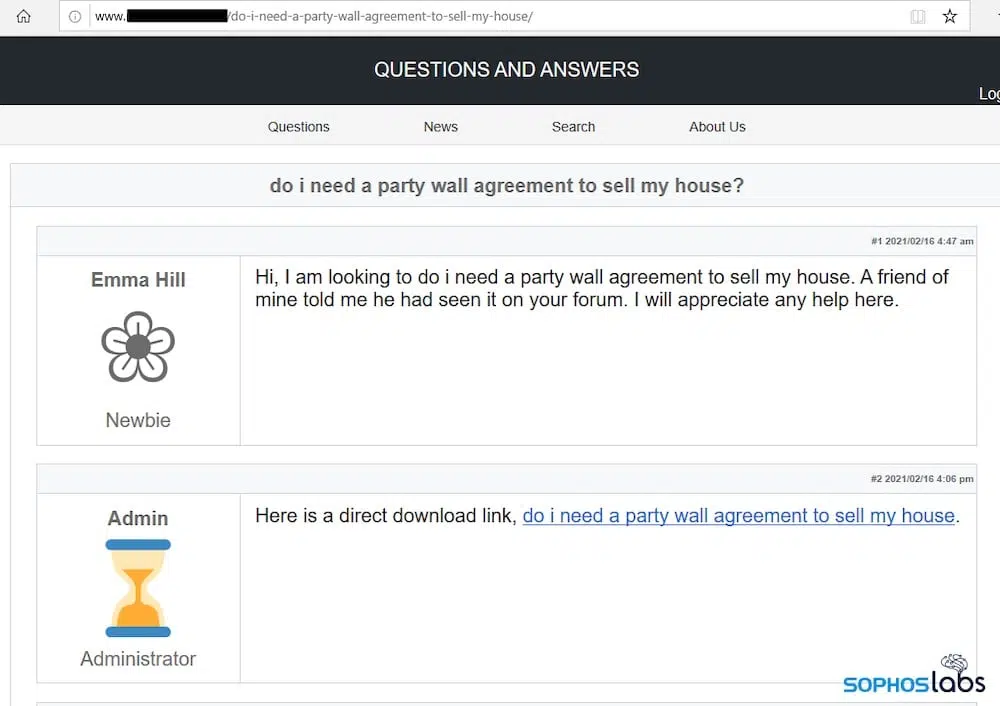 www. /do-i-need-a-party-wall-agreement-to-sell-my-house/
QUESTIONS AND ANSWERS
Log
Questions News Search About Us
do i need a party wall agreement to sell my house?
#1 2021/02/16 4:47 am
Emma Hill
Hi, I am looking to do i need a party wall agreement to sell my house. A friend of
mine told me he had seen it on your forum. I will appreciate any help here.
Newbie
#2 2021/02/16 4:06 pm
Admin
Here is a direct download link, do i need a party wall agreement to sell my house.
Administrator
SOPHOSlabs